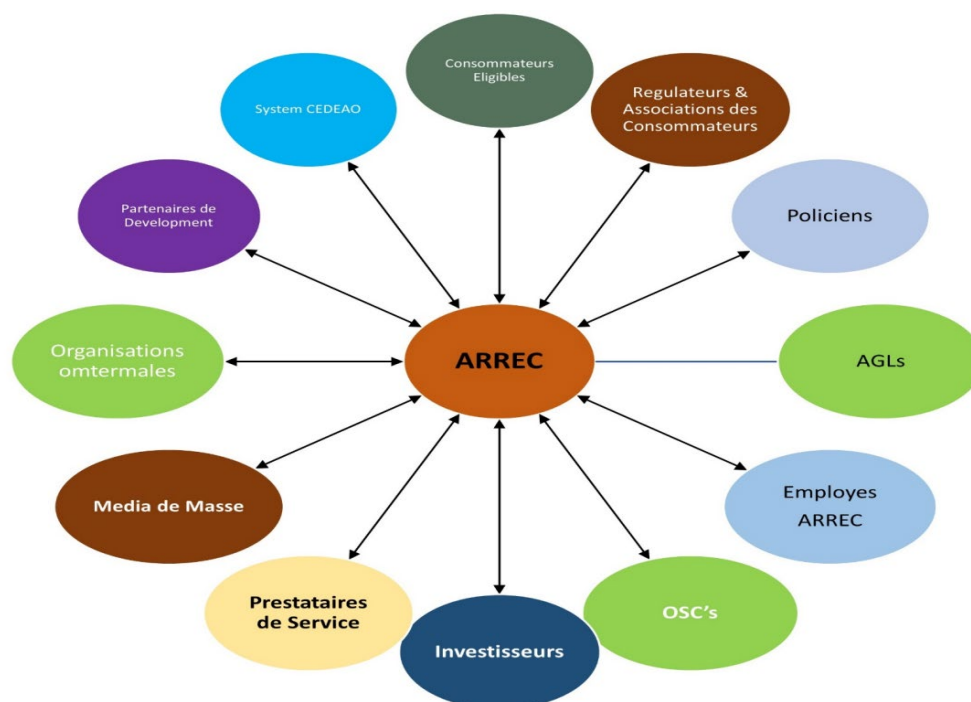 Consommateurs
Eligibles
Regulateurs &
Associations des
Consommateurs
System CEDEAO
Partenaires de
Development
Policiens
Organisations
omtermales
ARREC
AGLs
Media de Masse
Employes
ARREC
Prestataires
de Service
Investisseurs
OSC's